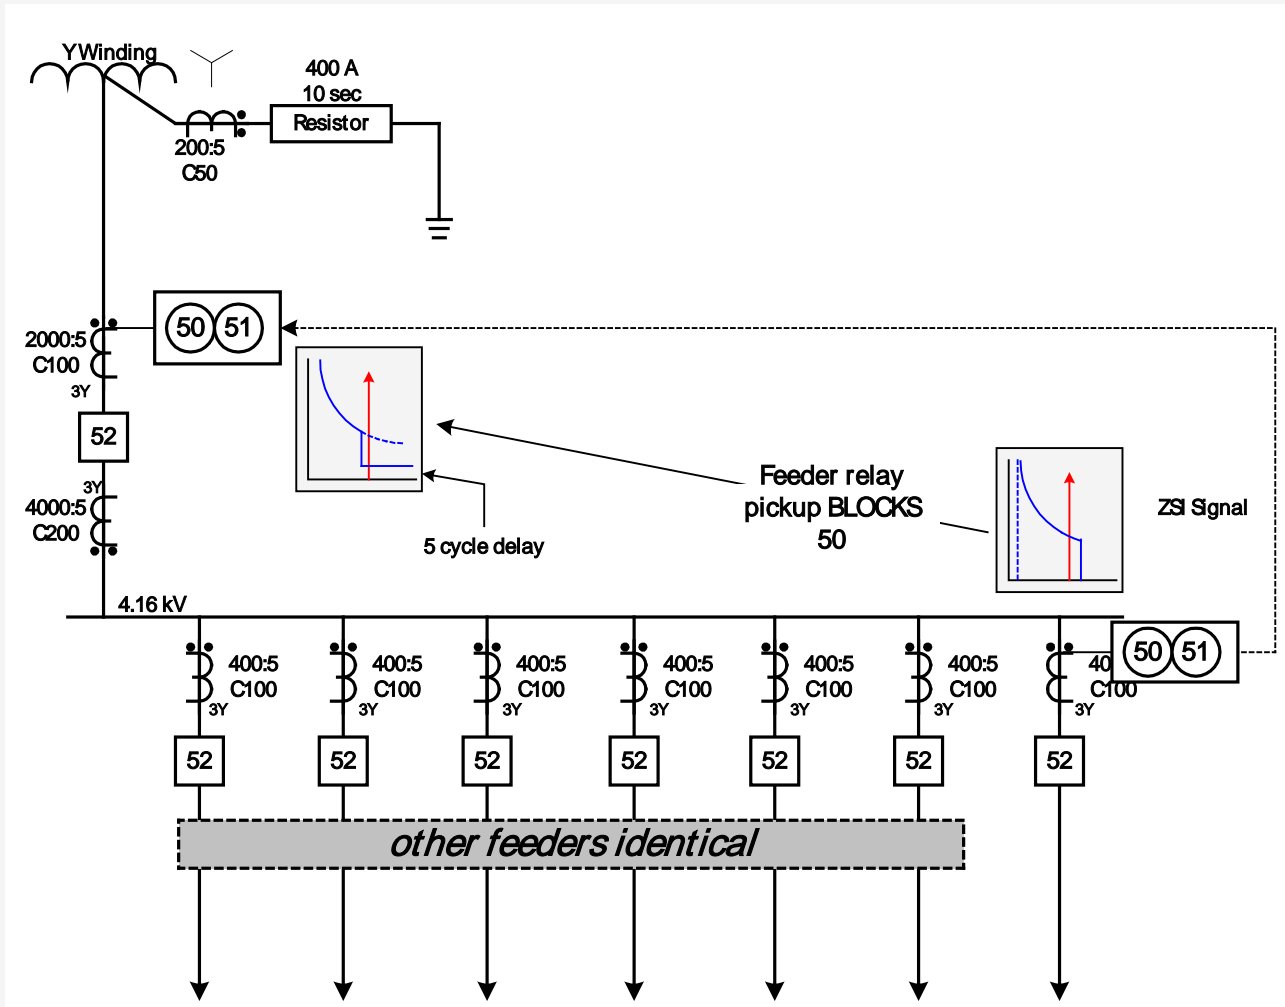 Y Winding
400 A
10 sec
Resistor
200:5
C50
50 51
2000:5
C100
3Y
52
3Y
4000:5
C200
5 cycle delay
Feeder relay
pickup BLOCKS
50
ZSI Signal
4.16 kV
400:5
C100
3Y
400:5
C100
3Y
400:5
C100
3Y
400:5
C100
3Y
400:5
C100
3Y
400:5
C100
3Y
40
C100
3Y
50 51
52 52 52 52 52 52 52
other feeders identical